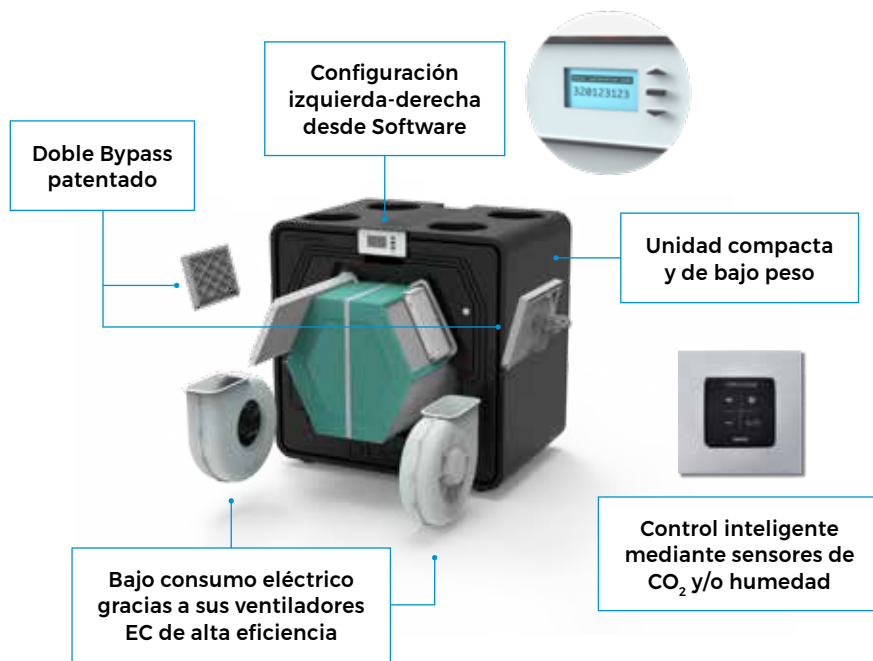 Configuración
izquierda-derecha
desde Software
320123123
Doble Bypass
patentado
Unidad compacta
y de bajo peso
Control inteligente
mediante sensores de
CO₂ y/o humedad
Bajo consumo eléctrico
gracias a sus ventiladores
EC de alta eficiencia